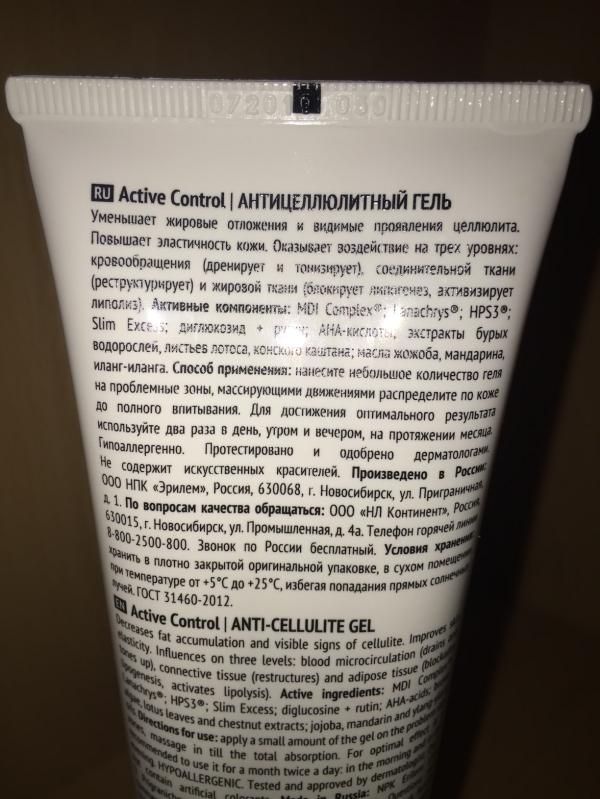 RU Active Control | АНТИЦЕЛЛЮЛИТНЫЙ ГЕЛЬ
Уменьшает жировые отложения и видимые проявления целлюлита.
Повышает эластичность кожи. Оказывает воздействие на трех уровнях:
кровообращения (дренирует и тонизирует), соединительной ткани
(реструктурирует) и жировой ткани (блокирует липогенез, активизирует
липолиз). Активные компоненты: MDI Complex®; Lanachrys®; HPS3®;
Slim Excess; диглюкозид + рутин; AHA-кислоты; экстракты бурых
водорослей, листьев лотоса, конского каштана; масла жожоба, мандарина,
иланг-иланга. Способ применения: нанесите небольшое количество геля
на проблемные зоны, массирующими движениями распределите по коже
до полного впитывания. Для достижения оптимального результата
используйте два раза в день, утром и вечером, на протяжении месяца.
Гипоаллергенно. Протестировано и одобрено дерматологами.
Не содержит искусственных красителей. Произведено в России:
ООО НПК «Эрилем», Россия, 630068, г. Новосибирск, ул. Приграничная,
д. 1. По вопросам качества обращаться: ООО «НЛ Континент», Россия,
630015, г. Новосибирск, ул. Промышленная, д. 4а. Телефон горячей линии
8-800-2500-800. Звонок по России бесплатный. Условия хранения:
хранить в плотно закрытой оригинальной упаковке, в сухом помещении
при температуре от +5°C до +25°C, избегая попадания прямых солнечных
лучей. ГОСТ 31460-2012.
EN Active Control | ANTI-CELLULITE GEL
Decreases fat accumulation and visible signs of cellulite. Improves
elasticity. Influences on three levels: blood microcirculation (drains
tones up), connective tissue (restructures) and adipose tissue
lipogenesis, activates lipolysis). Active ingredients: MDI
Lanachrys®; HPS3®; Slim Excess; diglucosine + rutin; AHA-acids;
lotus leaves and chestnut extracts; jojoba, mandarin and ylang
Directions for use: apply a small amount of the gel on the
massage in till the total absorption. For optimal
recommended to use it for a month twice a day: in the morning and
HYPOALLERGENIC. Tested and approved by
contain artificial colorants. Made in Russia: NPK